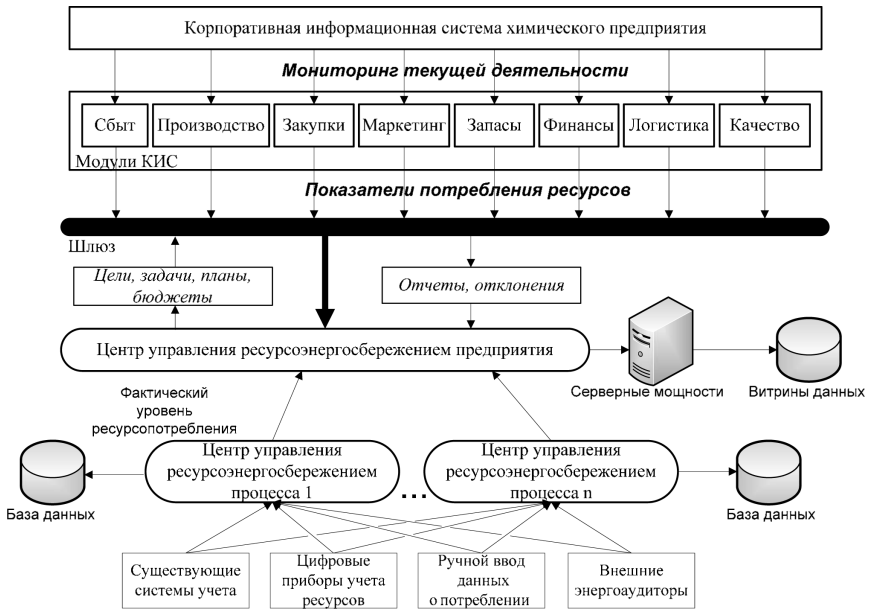 Корпоративная информационная система химического предприятия
Мониторинг текущей деятельности
Сбыт
Производство
Закупки
Маркетинг
Запасы
Финансы
Логистика
Качество
Модули КИС
Показатели потребления ресурсов
Шлюз
Цели, задачи, планы,
бюджеты
Отчеты, отклонения
Центр управления ресурсоэнергосбережением предприятия
Серверные мощности
Витрины данных
Фактический
уровень
ресурсопотребления
База данных
Центр управления
ресурсоэнергосбережением
процесса 1
...
Центр управления
ресурсоэнергосбережением
процесса n
База данных
Существующие
системы учета
Цифровые
приборы учета
ресурсов
Ручной ввод
данных
о потреблении
Внешние
энергоаудиторы